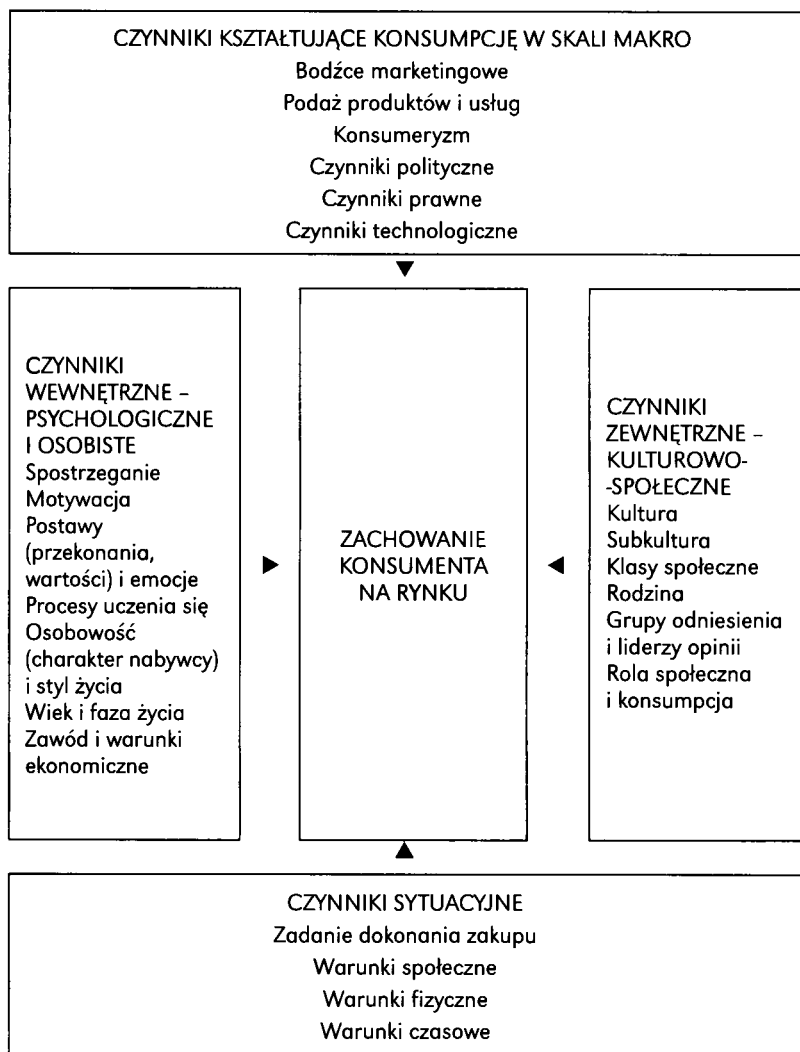 CZYNNIKI KSZTAŁTUJĄCE KONSUMPCJĘ W SKALI MAKRO
Bodźce marketingowe
Podaż produktów i usług
Konsumeryzm
Czynniki polityczne
Czynniki prawne
Czynniki technologiczne
CZYNNIKI
WEWNĘTRZNE –
PSYCHOLOGICZNE
I OSOBISTE
Spostrzeganie
Motywacja
Postawy
(przekonania,
wartości) i emocje
Procesy uczenia się
Osobowość
(charakter nabywcy)
i styl życia
Wiek i faza życia
Zawód i warunki
ekonomiczne
ZACHOWANIE
KONSUMENTA
NA RYNKU
CZYNNIKI
ZEWNĘTRZNE –
KULTUROWO-
-SPOŁECZNE
Kultura
Subkultura
Klasy społeczne
Rodzina
Grupy odniesienia
i liderzy opinii
Rola społeczna
i konsumpcja
CZYNNIKI SYTUACYJNE
Zadanie dokonania zakupu
Warunki społeczne
Warunki fizyczne
Warunki czasowe